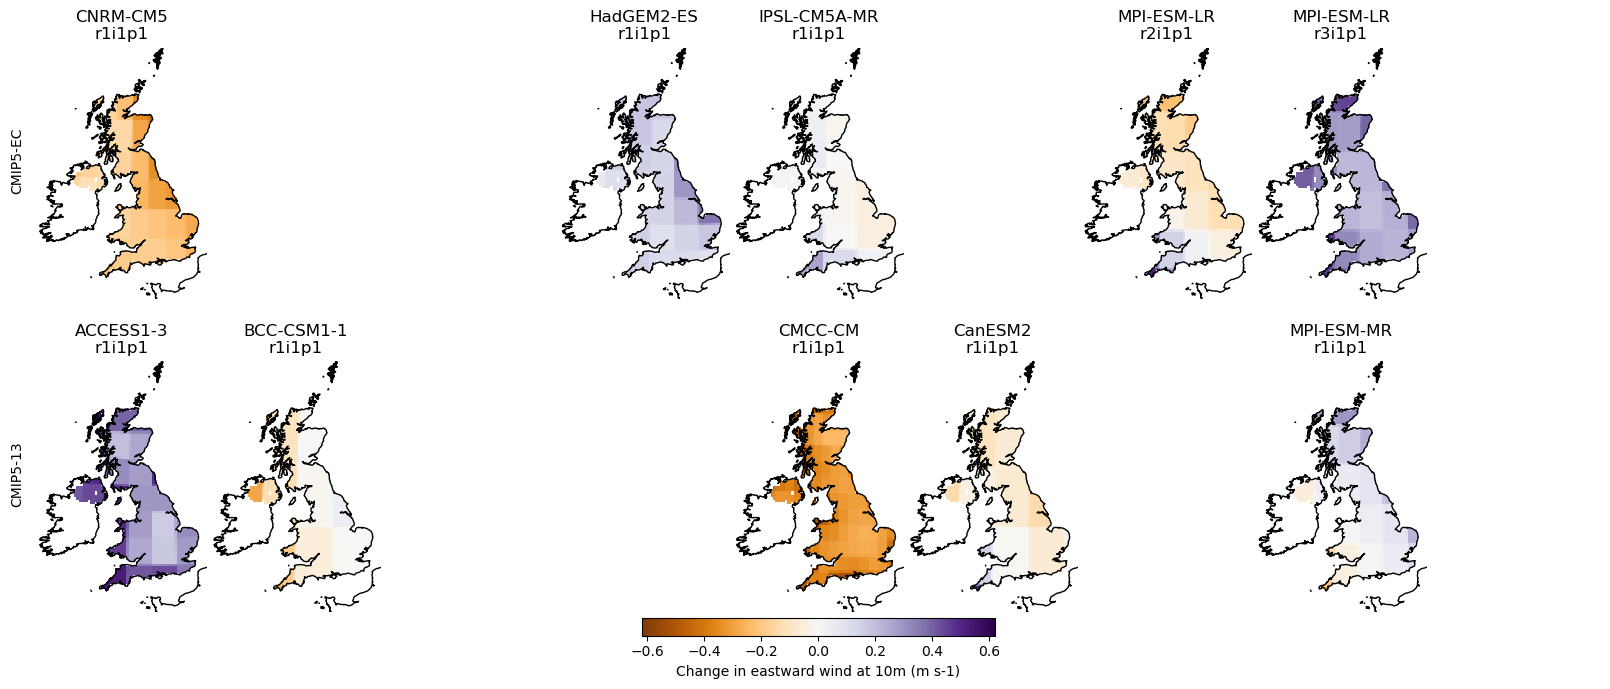 CNRM-CM5
r1i1p1
HadGEM2-ES
r1i1p1
IPSL-CM5A-MR
r1i1p1
MPI-ESM-LR
r2i1p1
MPI-ESM-LR
r3i1p1
CMIP5-EC
ACCESS1-3
r1i1p1
BCC-CSM1-1
r1i1p1
CMCC-CM
r1i1p1
CanESM2
r1i1p1
MPI-ESM-MR
r1i1p1
CMIP5-13
−0.6 −0.4 −0.2 0.0 0.2 0.4 0.6
Change in eastward wind at 10m (m s-1)